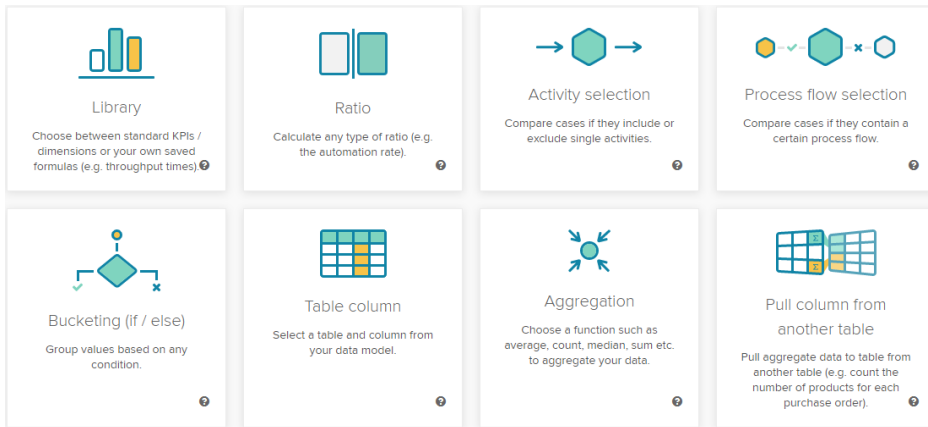 Library
Choose between standard KPIs /
dimensions or your own saved
formulas (e.g. throughput times).
?
Ratio
Calculate any type of ratio (e.g.
the automation rate).
?
Activity selection
Compare cases if they include or
exclude single activities.
?
Process flow selection
Compare cases if they contain a
certain process flow.
?
Bucketing (if / else)
Group values based on any
condition.
?
Table column
Select a table and column from
your data model.
?
Aggregation
Choose a function such as
average, count, median, sum etc.
to aggregate your data.
?
Σ
Σ
Pull column from
another table
Pull aggregate data to table from
another table (e.g. count the
number of products for each
purchase order).
?